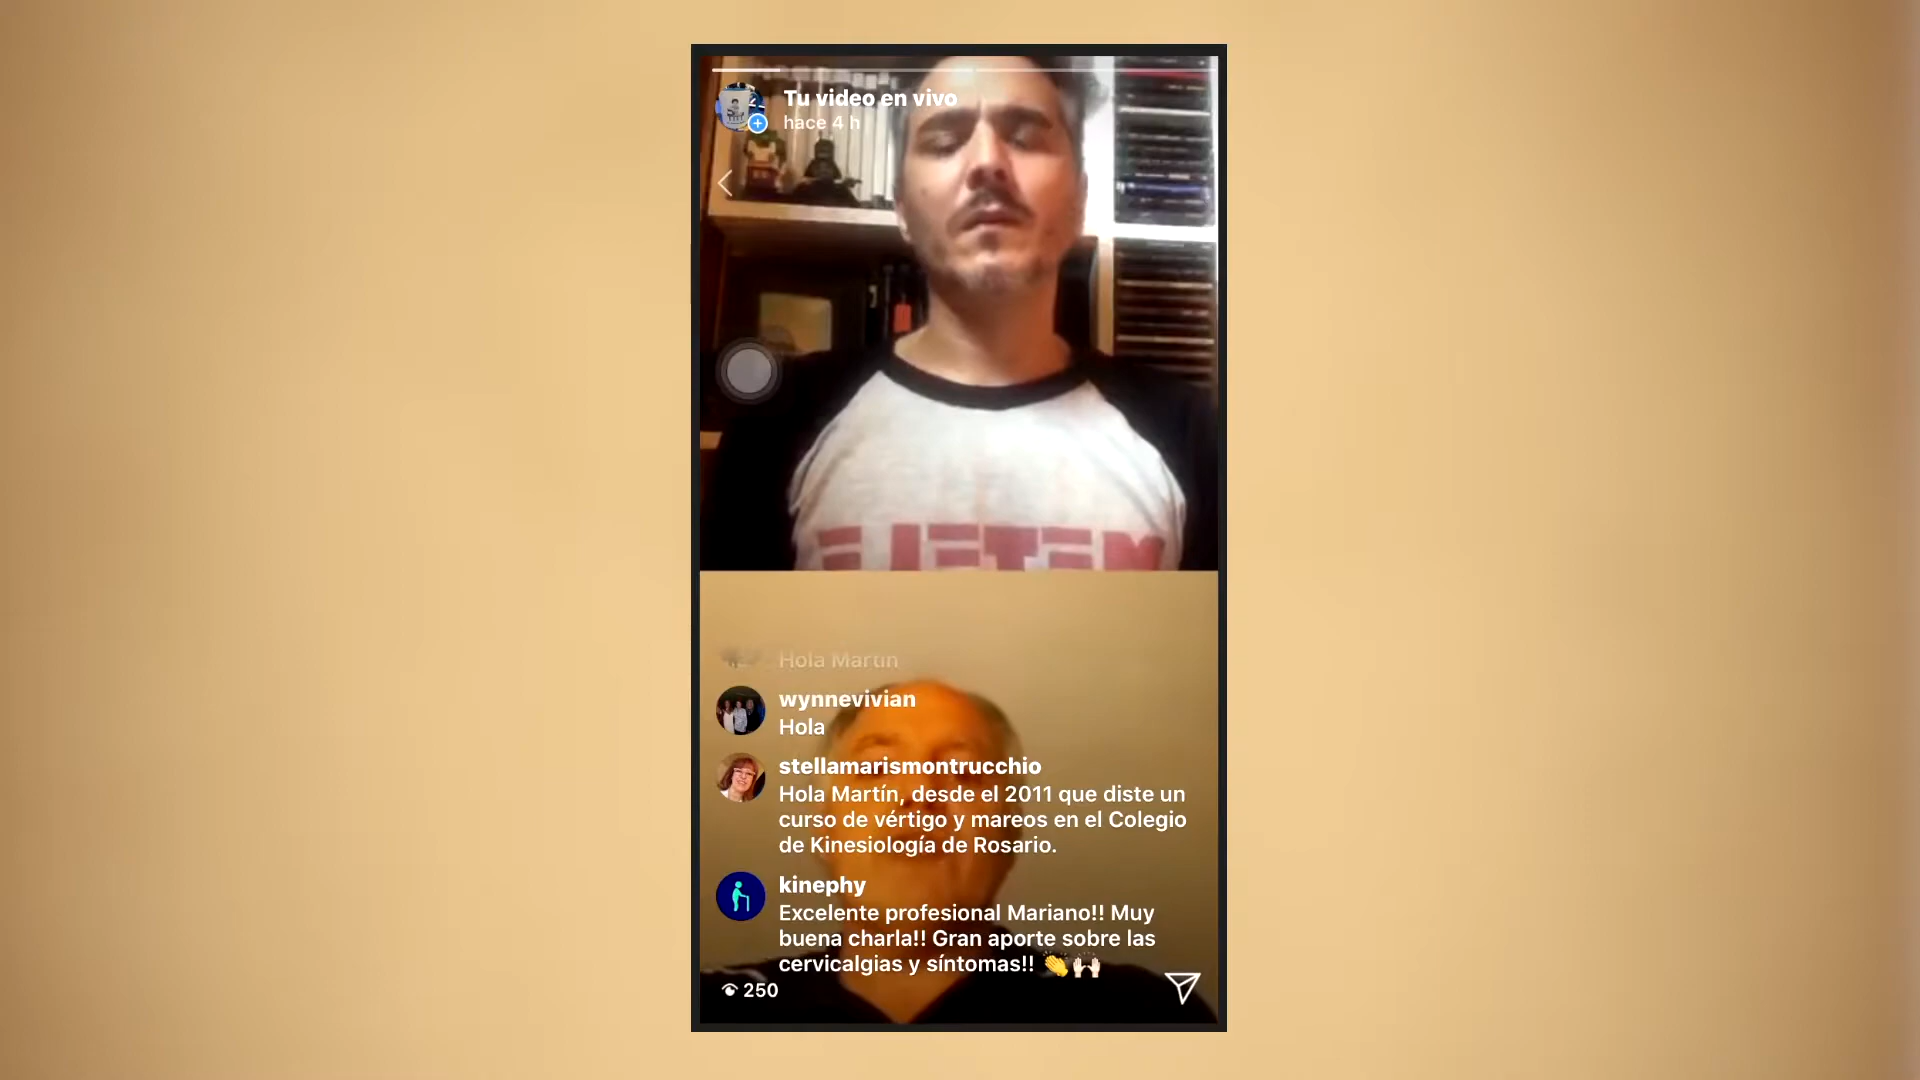 Tu video en vivo
hace 4 h
Hola Martín
wynnevivian
Hola
stellamarismontrucchio
Hola Martín, desde el 2011 que diste un
curso de vértigo y mareos en el Colegio
de Kinesiología de Rosario.
kinephy
Excelente profesional Mariano!! Muy
buena charla!! Gran aporte sobre las
cervicalgias y síntomas!! 👏🙌🏻
250